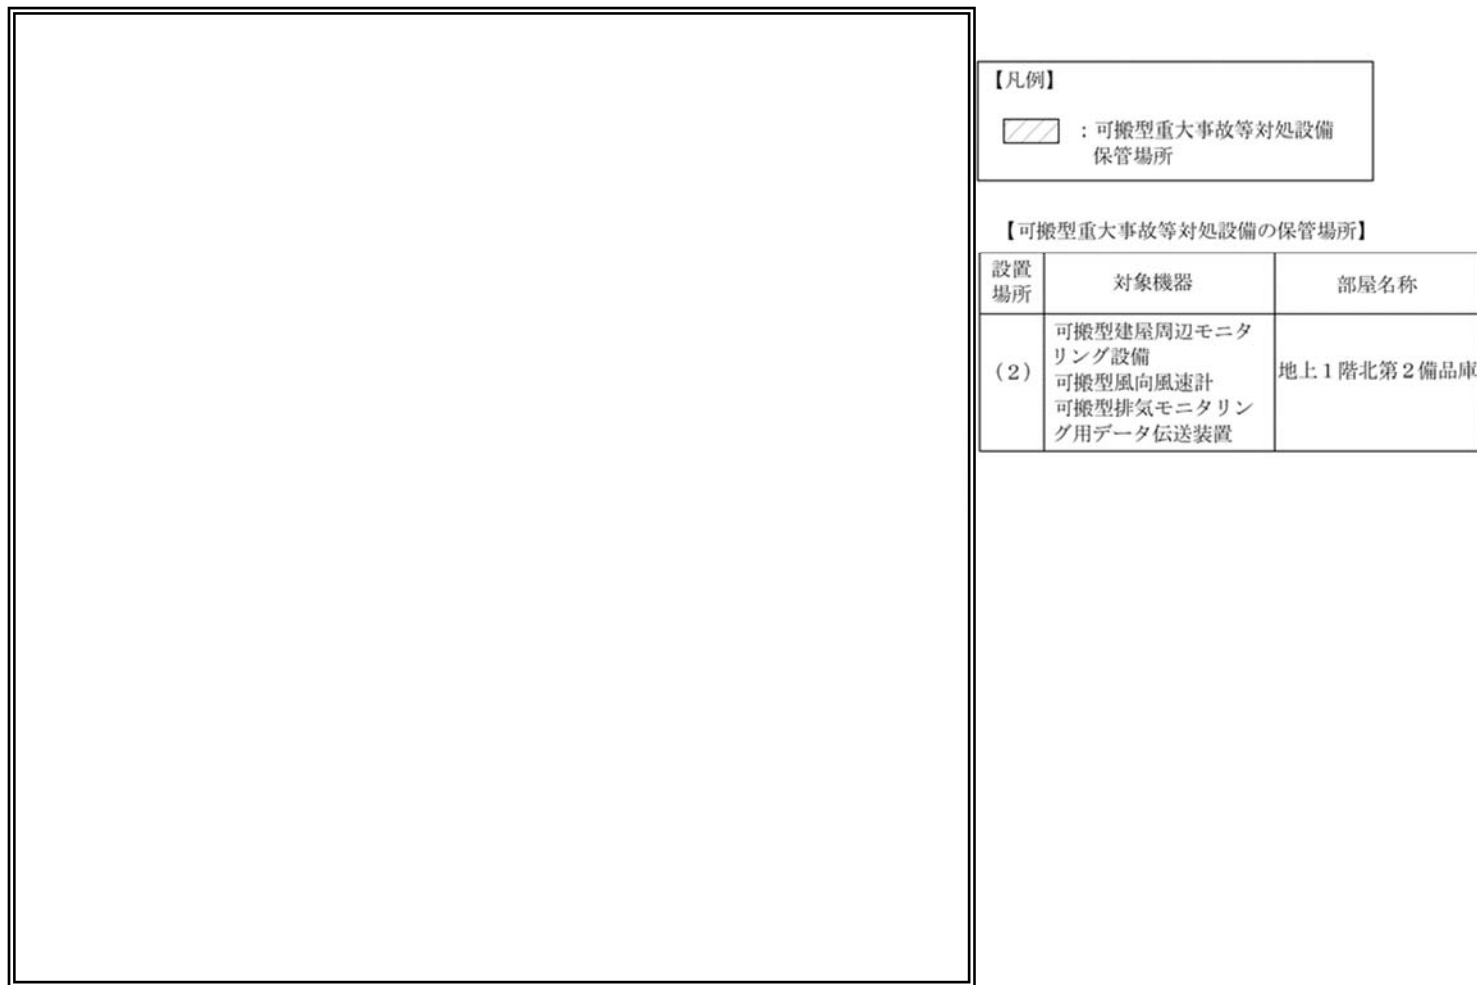 【凡例】
：可搬型重大事故等対処設備
保管場所
【可搬型重大事故等対処設備の保管場所】
設置
場所
対象機器
部屋名称
（２）
可搬型建屋周辺モニタ
リング設備
可搬型風向風速計
可搬型排気モニタリン
グ用データ伝送装置
地上１階北第２備品庫